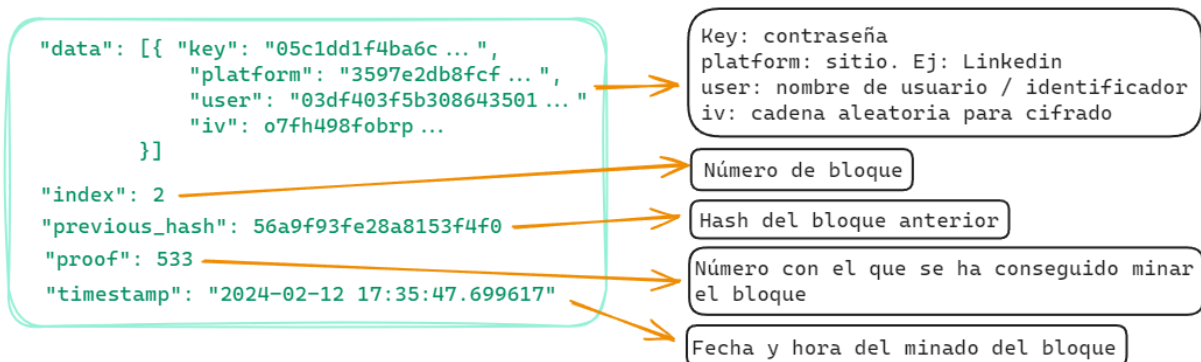 "data": [{ "key": "05c1dd1f4ba6c...",
"platform": "3597e2db8fcf...",
"user": "03df403f5b308643501..."
"iv": o7fh498fobrp...
}]
"index": 2
"previous_hash": 56a9f93fe28a8153f4f0
"proof": 533
"timestamp": "2024-02-12 17:35:47.699617"
Key: contraseña
platform: sitio. Ej: Linkedin
user: nombre de usuario / identificador
iv: cadena aleatoria para cifrado
Número de bloque
Hash del bloque anterior
Número con el que se ha conseguido minar
el bloque
Fecha y hora del minado del bloque